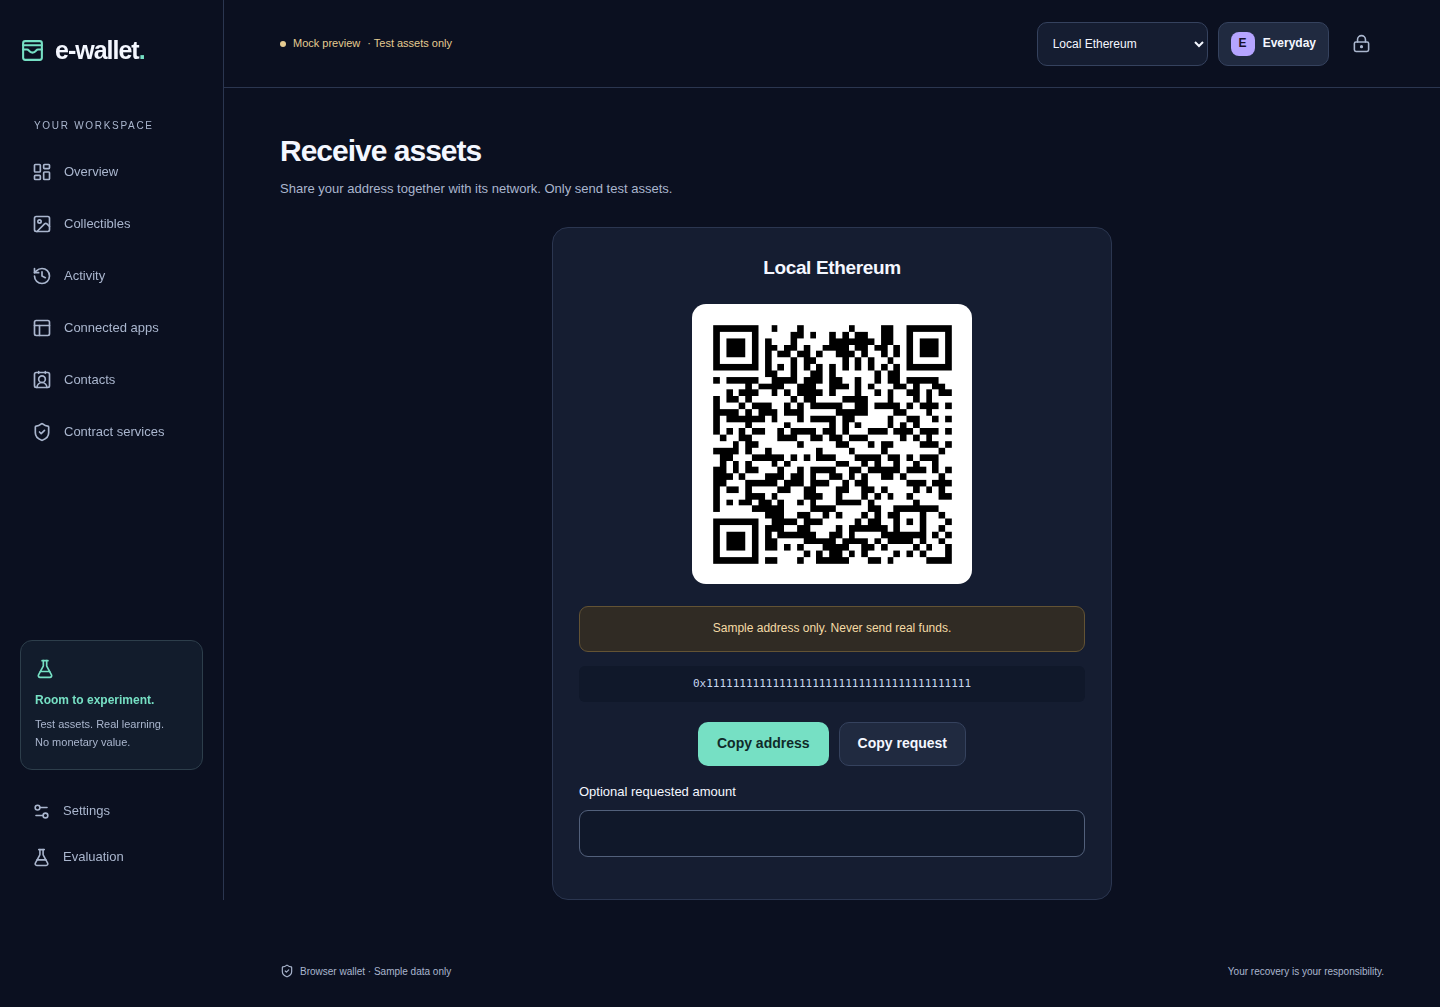 e-wallet.
YOUR WORKSPACE
Overview
Collectibles
Activity
Connected apps
Contacts
Contract services
Room to experiment.
Test assets. Real learning.
No monetary value.
Settings
Evaluation
Mock preview · Test assets only
Local Ethereum
E Everyday
Receive assets
Share your address together with its network. Only send test assets.
Local Ethereum
Sample address only. Never send real funds.
0x1111111111111111111111111111111111111111
Copy address
Copy request
Optional requested amount
Browser wallet · Sample data only
Your recovery is your responsibility.